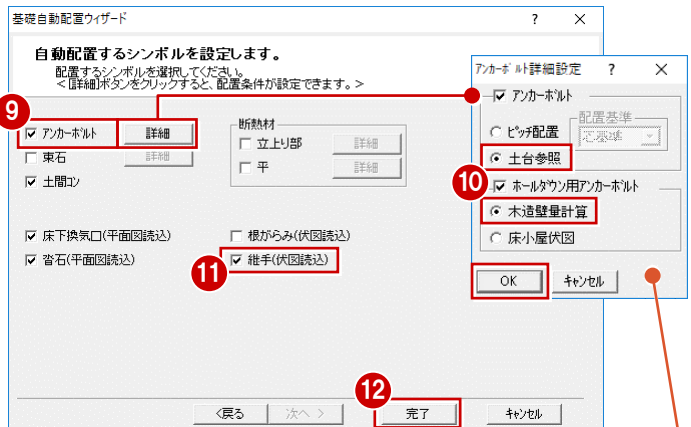 基礎自動配置ウィザード ? ×
自動配置するシンボルを設定します。
配置するシンボルを選択してください。
<［詳細］ボタンをクリックすると、配置条件が設定できます。>
9
アンカーボルト 詳細
束石 詳細
土間コン
断熱材
立上り部 詳細
平 詳細
床下換気口(平面図読込)
根がらみ(伏図読込)
沓石(平面図読込)
11
継手(伏図読込)
12
<戻る 次へ > 完了 キャンセル
アンカーボルト詳細設定 ? ×
アンカーボルト
ピッチ配置
配置基準
芯基準
土台参照
10
ホールダウン用アンカーボルト
木造壁量計算
床小屋伏図
OK キャンセル